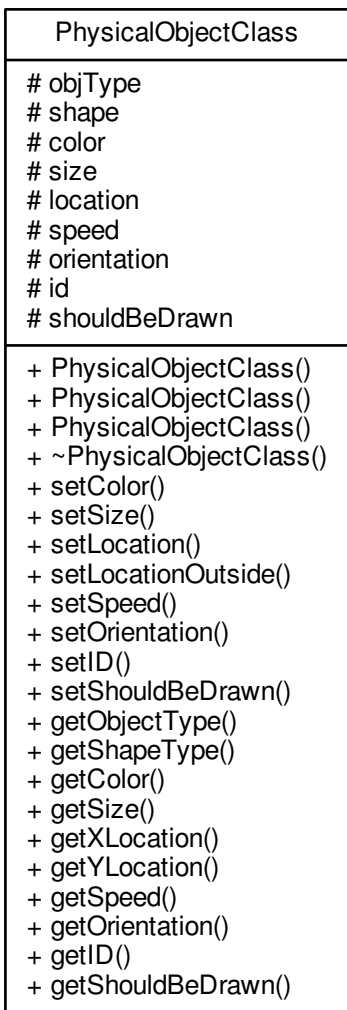 PhysicalObjectClass
# objType
# shape
# color
# size
# location
# speed
# orientation
# id
# shouldBeDrawn
+ PhysicalObjectClass()
+ PhysicalObjectClass()
+ PhysicalObjectClass()
+ ~PhysicalObjectClass()
+ setColor()
+ setSize()
+ setLocation()
+ setLocationOutside()
+ setSpeed()
+ setOrientation()
+ setID()
+ setShouldBeDrawn()
+ getObjectType()
+ getShapeType()
+ getColor()
+ getSize()
+ getXLocation()
+ getYLocation()
+ getSpeed()
+ getOrientation()
+ getID()
+ getShouldBeDrawn()